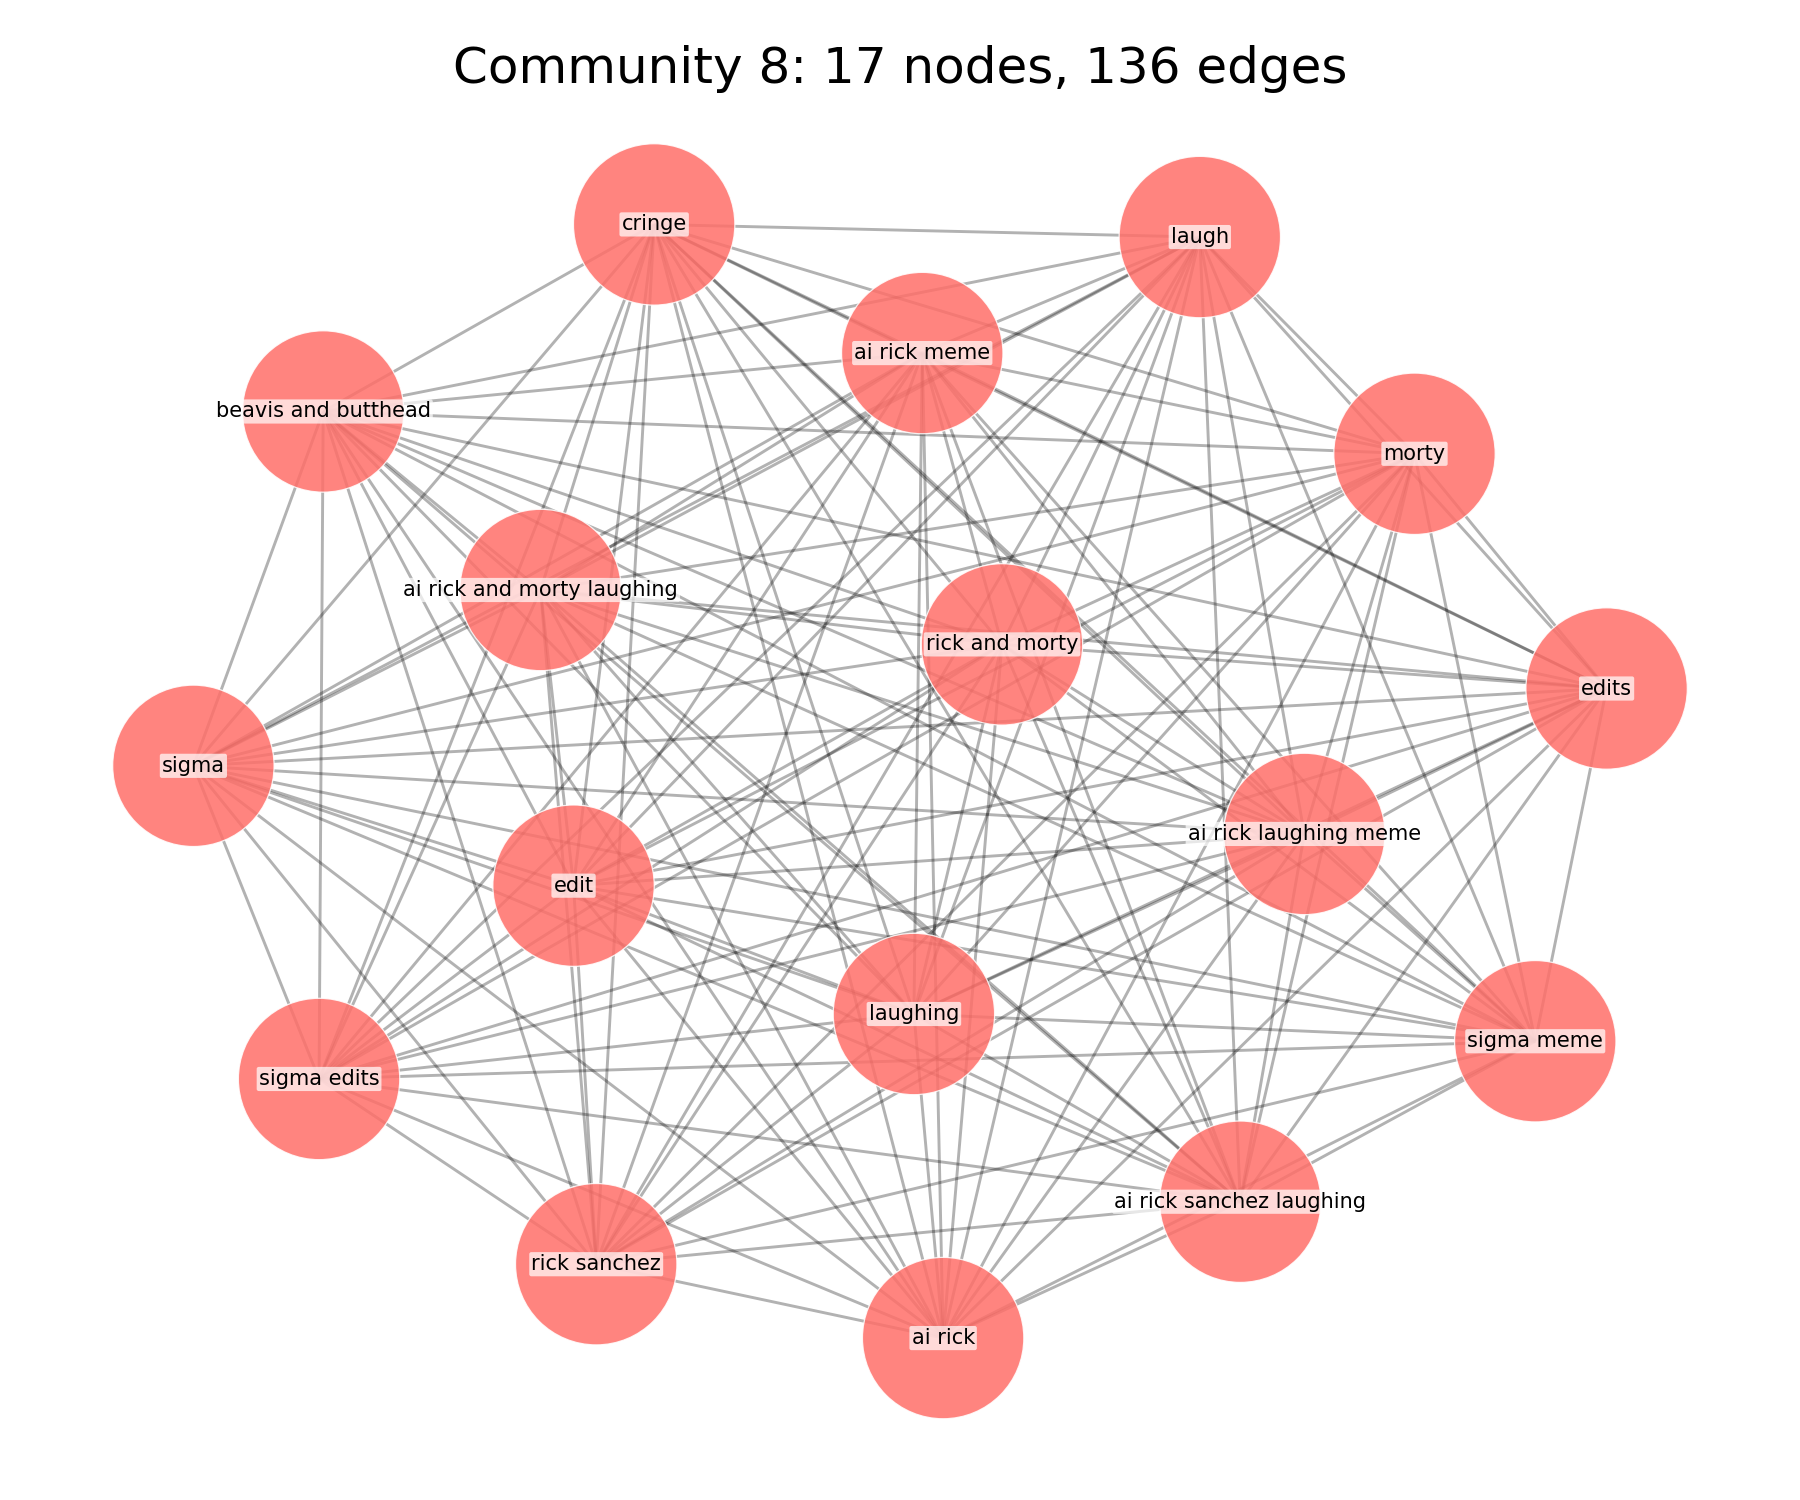 Community 8: 17 nodes, 136 edges
cringe
laugh
ai rick meme
beavis and butthead
morty
ai rick and morty laughing
rick and morty
edits
sigma
ai rick laughing meme
edit
laughing
sigma meme
sigma edits
ai rick sanchez laughing
rick sanchez
ai rick